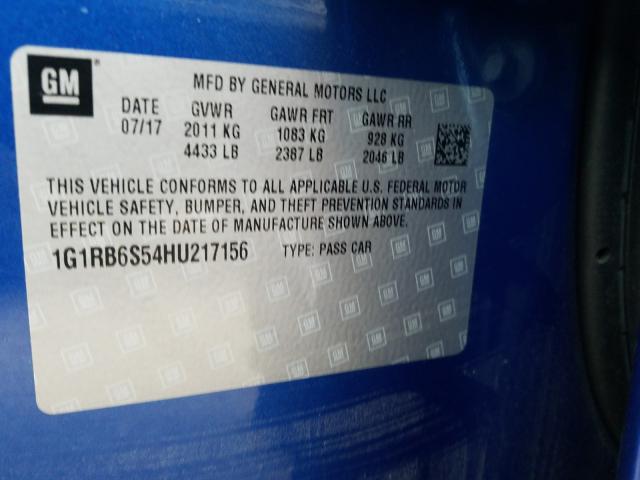 GM
MFD BY GENERAL MOTORS LLC
DATE GVWR GAWR FRT GAWR RR
07/17 2011 KG 1083 KG 928 KG
4433 LB 2387 LB 2046 LB
THIS VEHICLE CONFORMS TO ALL APPLICABLE U.S. FEDERAL MOTOR
VEHICLE SAFETY, BUMPER, AND THEFT PREVENTION STANDARDS IN
EFFECT ON THE DATE OF MANUFACTURE SHOWN ABOVE.
1G1RB6S54HU217156 TYPE: PASS CAR